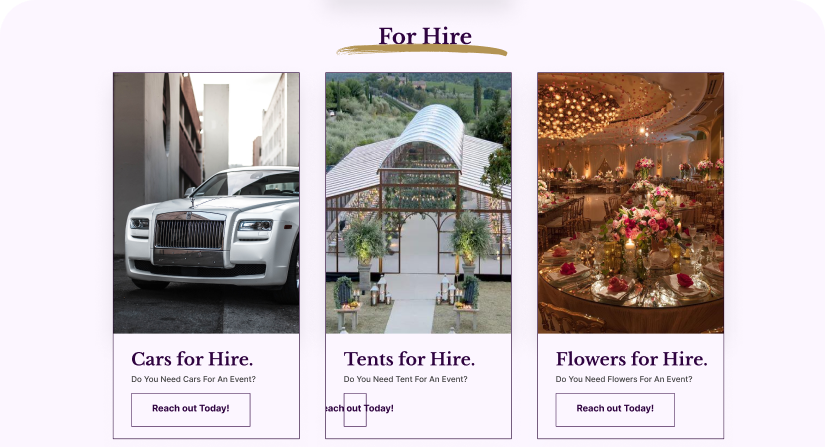 For Hire
Cars for Hire.
Do You Need Cars For An Event?
Reach out Today!
Tents for Hire.
Do You Need Tent For An Event?
each out Today!
Flowers for Hire.
Do You Need Flowers For An Event?
Reach out Today!